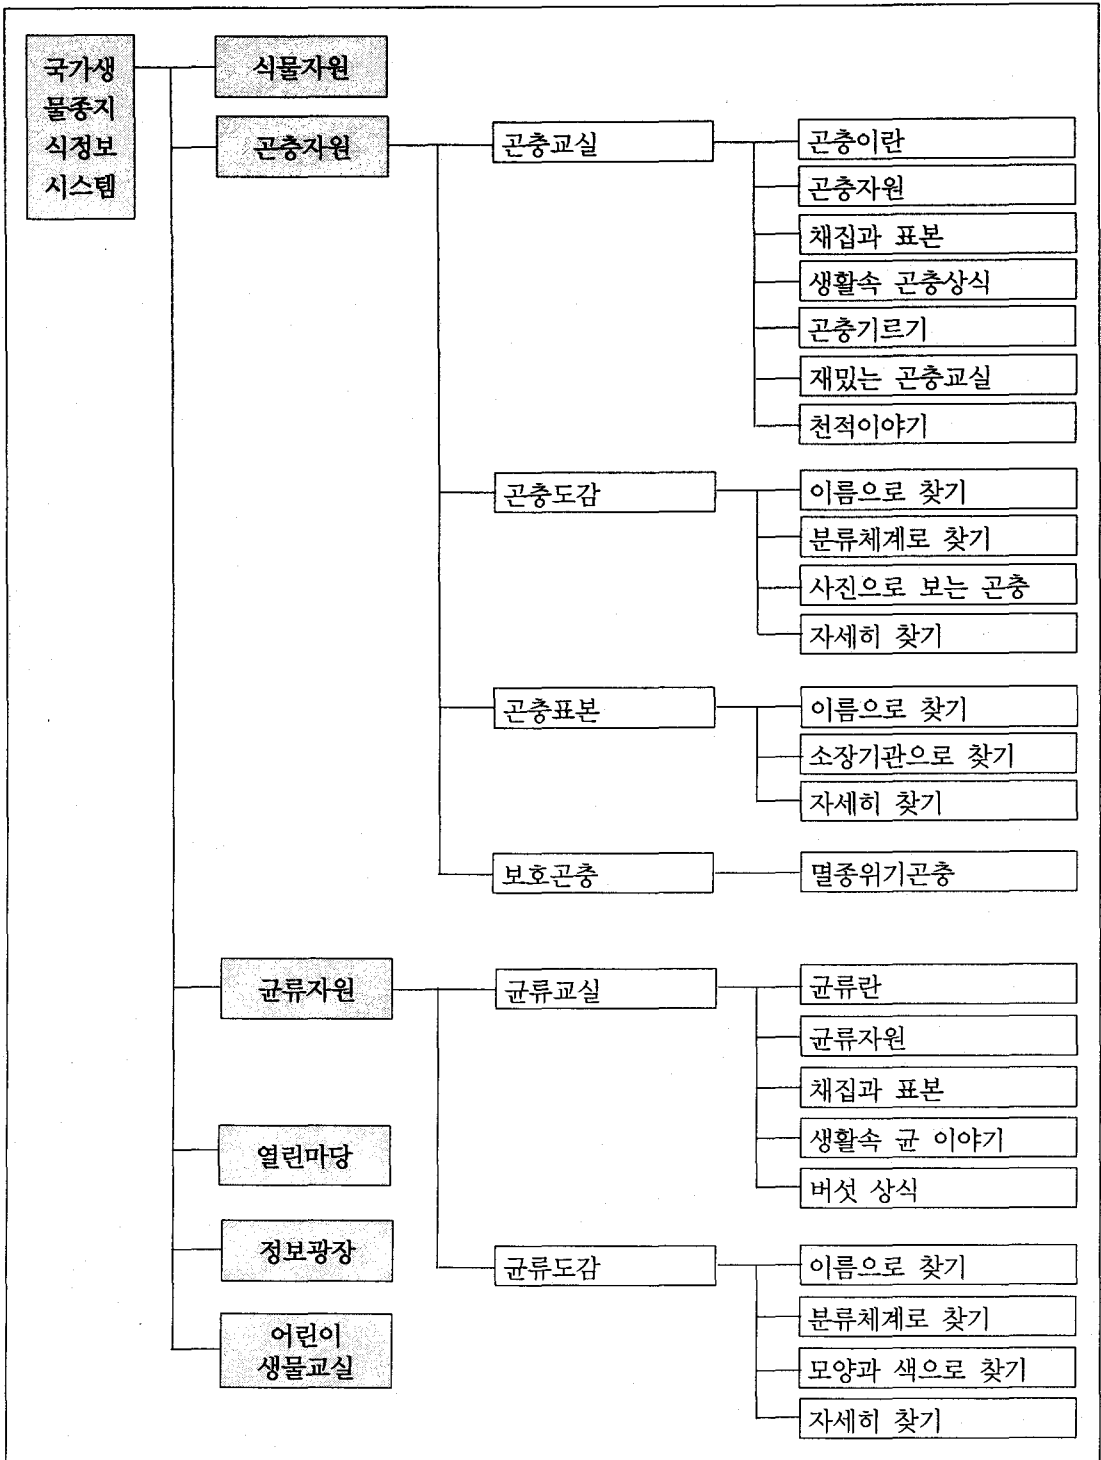 국가생
물종지
식정보
시스템
식물자원
곤충자원
곤충교실
곤충이란
곤충자원
채집과 표본
생활속 곤충상식
곤충기르기
재밌는 곤충교실
천적이야기
곤충도감
이름으로 찾기
분류체계로 찾기
사진으로 보는 곤충
자세히 찾기
곤충표본
이름으로 찾기
소장기관으로 찾기
자세히 찾기
보호곤충
멸종위기곤충
균류자원
균류교실
균류란
균류자원
채집과 표본
생활속 균 이야기
버섯 상식
균류도감
이름으로 찾기
분류체계로 찾기
모양과 색으로 찾기
자세히 찾기
열린마당
정보광장
어린이
생물교실